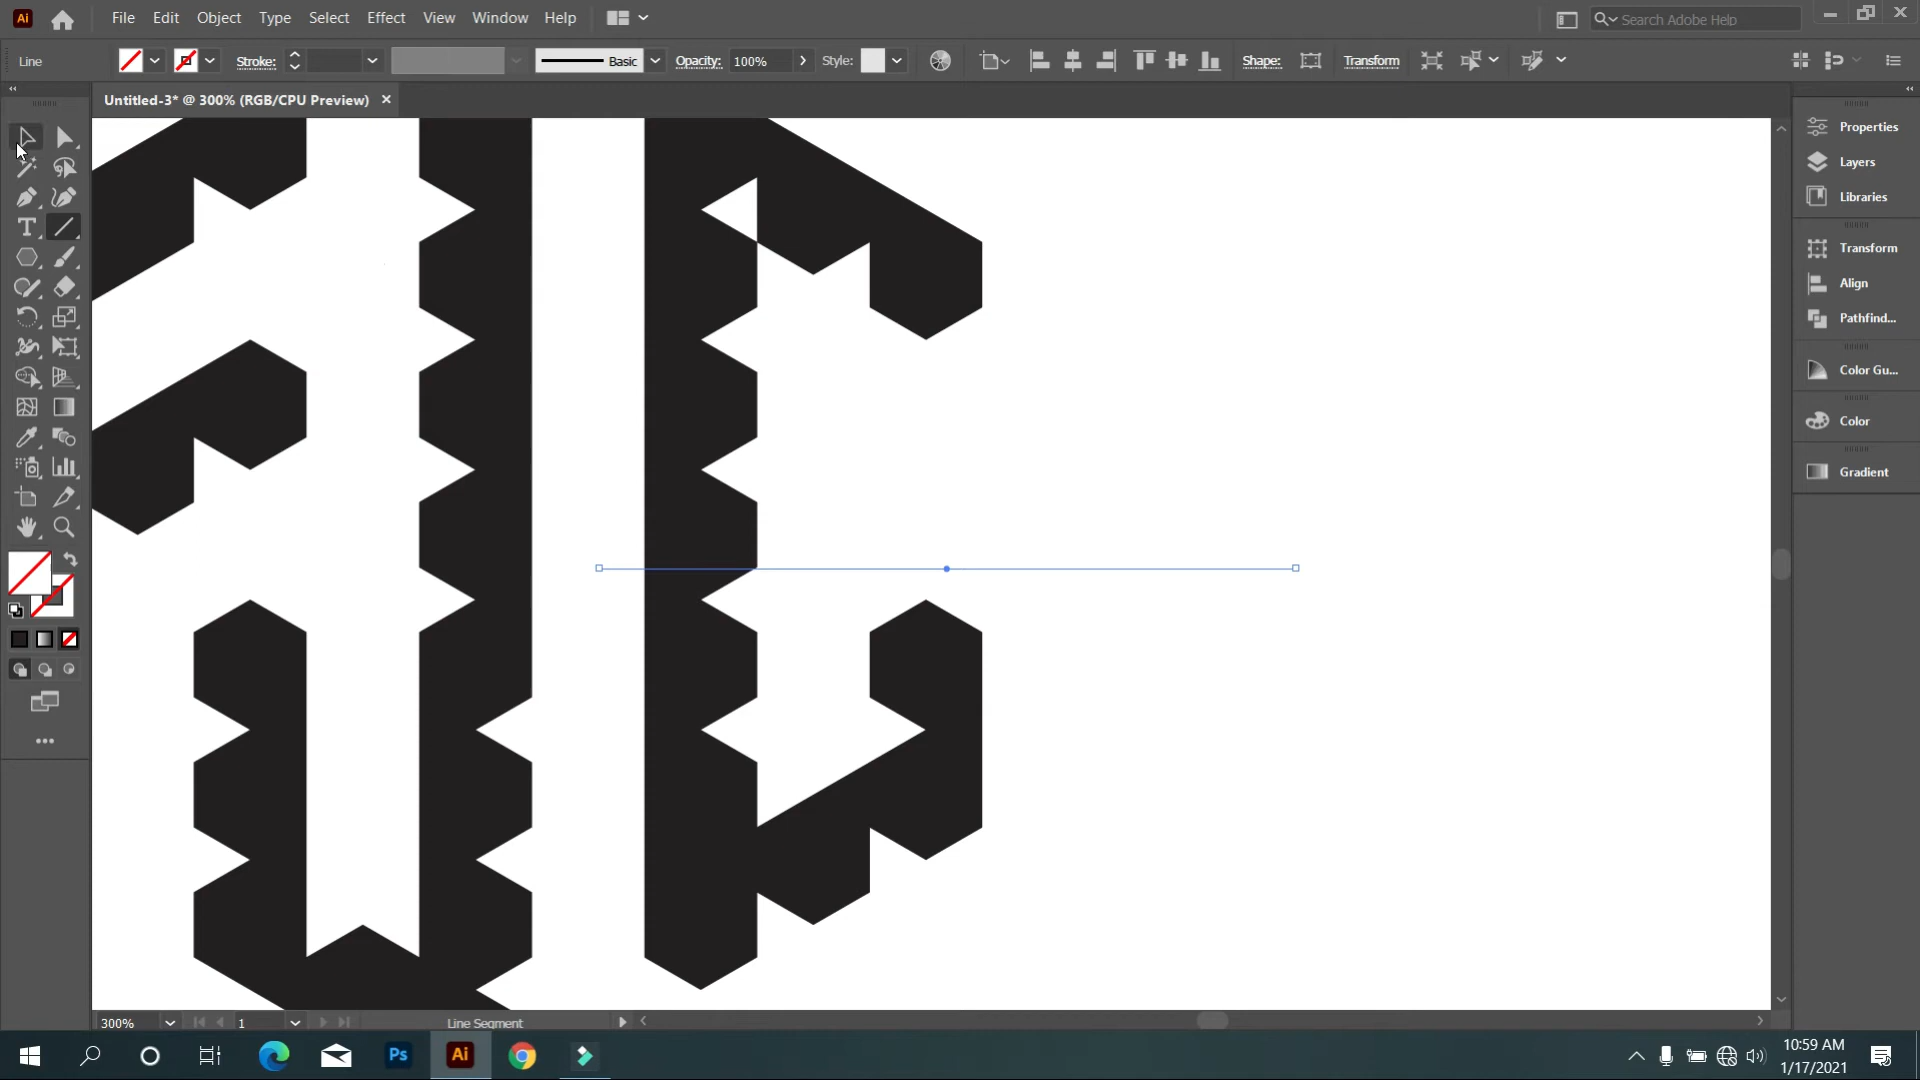 Ai File Edit Object Type Select Effect View Window Help Search Adobe Help
Line Stroke: Basic Opacity: 100% Style: Shape: Transform
Untitled-3* @ 300% (RGB/CPU Preview)
Properties
Layers
Libraries
Transform
Align
Pathfind...
Color Gu...
Color
Gradient
300% 1 Line Segment
Ps Ai
10:59 AM
1/17/2021